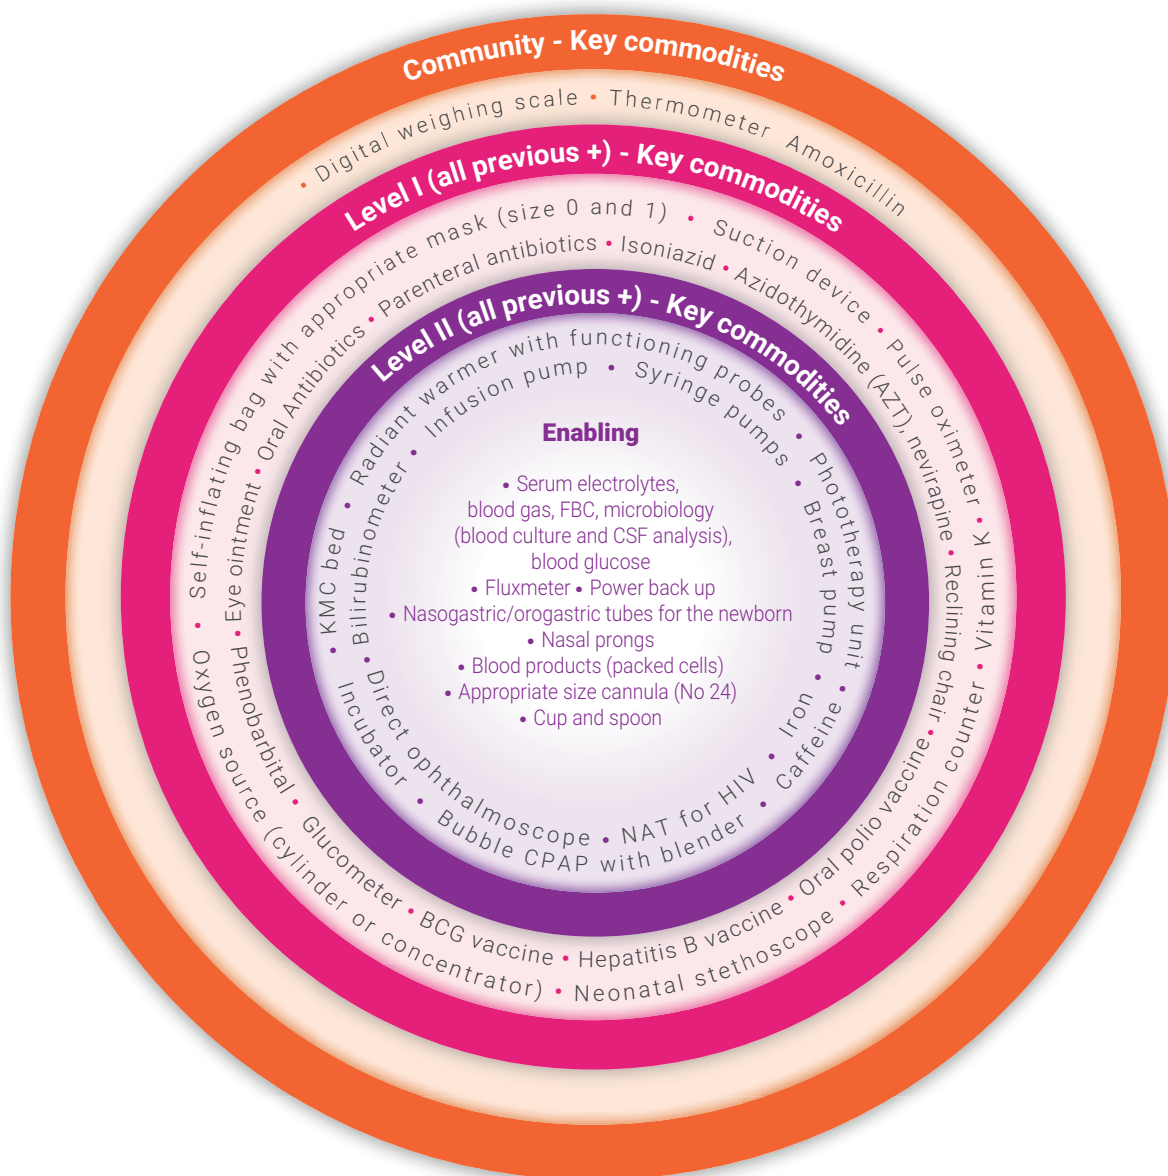 Community - Key commodities
• Digital weighing scale • Thermometer Amoxicillin
Level I (all previous +) - Key commodities
• Self-inflating bag with appropriate mask (size 0 and 1) • Suction device • Pulse oximeter • Vitamin K • Respiration counter • Neonatal stethoscope • Oxygen source (cylinder or concentrator)
• Eye ointment • Oral Antibiotics • Parenteral antibiotics • Isoniazid • Azidothymidine (AZT), nevirapine • Reclining chair • Oral polio vaccine • Hepatitis B vaccine • BCG vaccine • Glucometer • Phenobarbital
Level II (all previous +) - Key commodities
• KMC bed • Radiant warmer with functioning probes • Phototherapy unit • Caffeine • Bubble CPAP with blender • Incubator
• Bilirubinometer • Infusion pump • Syringe pumps • Breast pump • Iron • NAT for HIV • Direct ophthalmoscope
Enabling
• Serum electrolytes,
blood gas, FBC, microbiology
(blood culture and CSF analysis),
blood glucose
• Fluxmeter • Power back up
• Nasogastric/orogastric tubes for the newborn
• Nasal prongs
• Blood products (packed cells)
• Appropriate size cannula (No 24)
• Cup and spoon